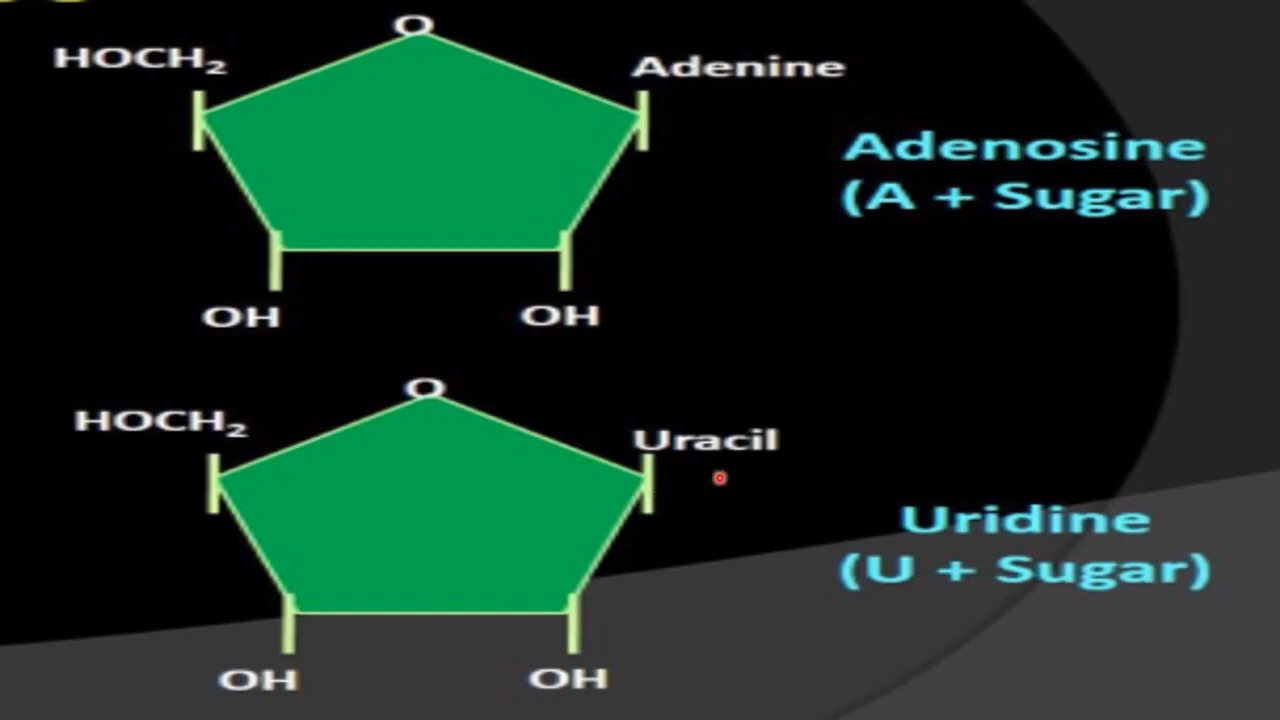 O
HOCH₂
Adenine
Adenosine
(A + Sugar)
OH OH
O
HOCH₂
Uracil
Uridine
(U + Sugar)
OH OH